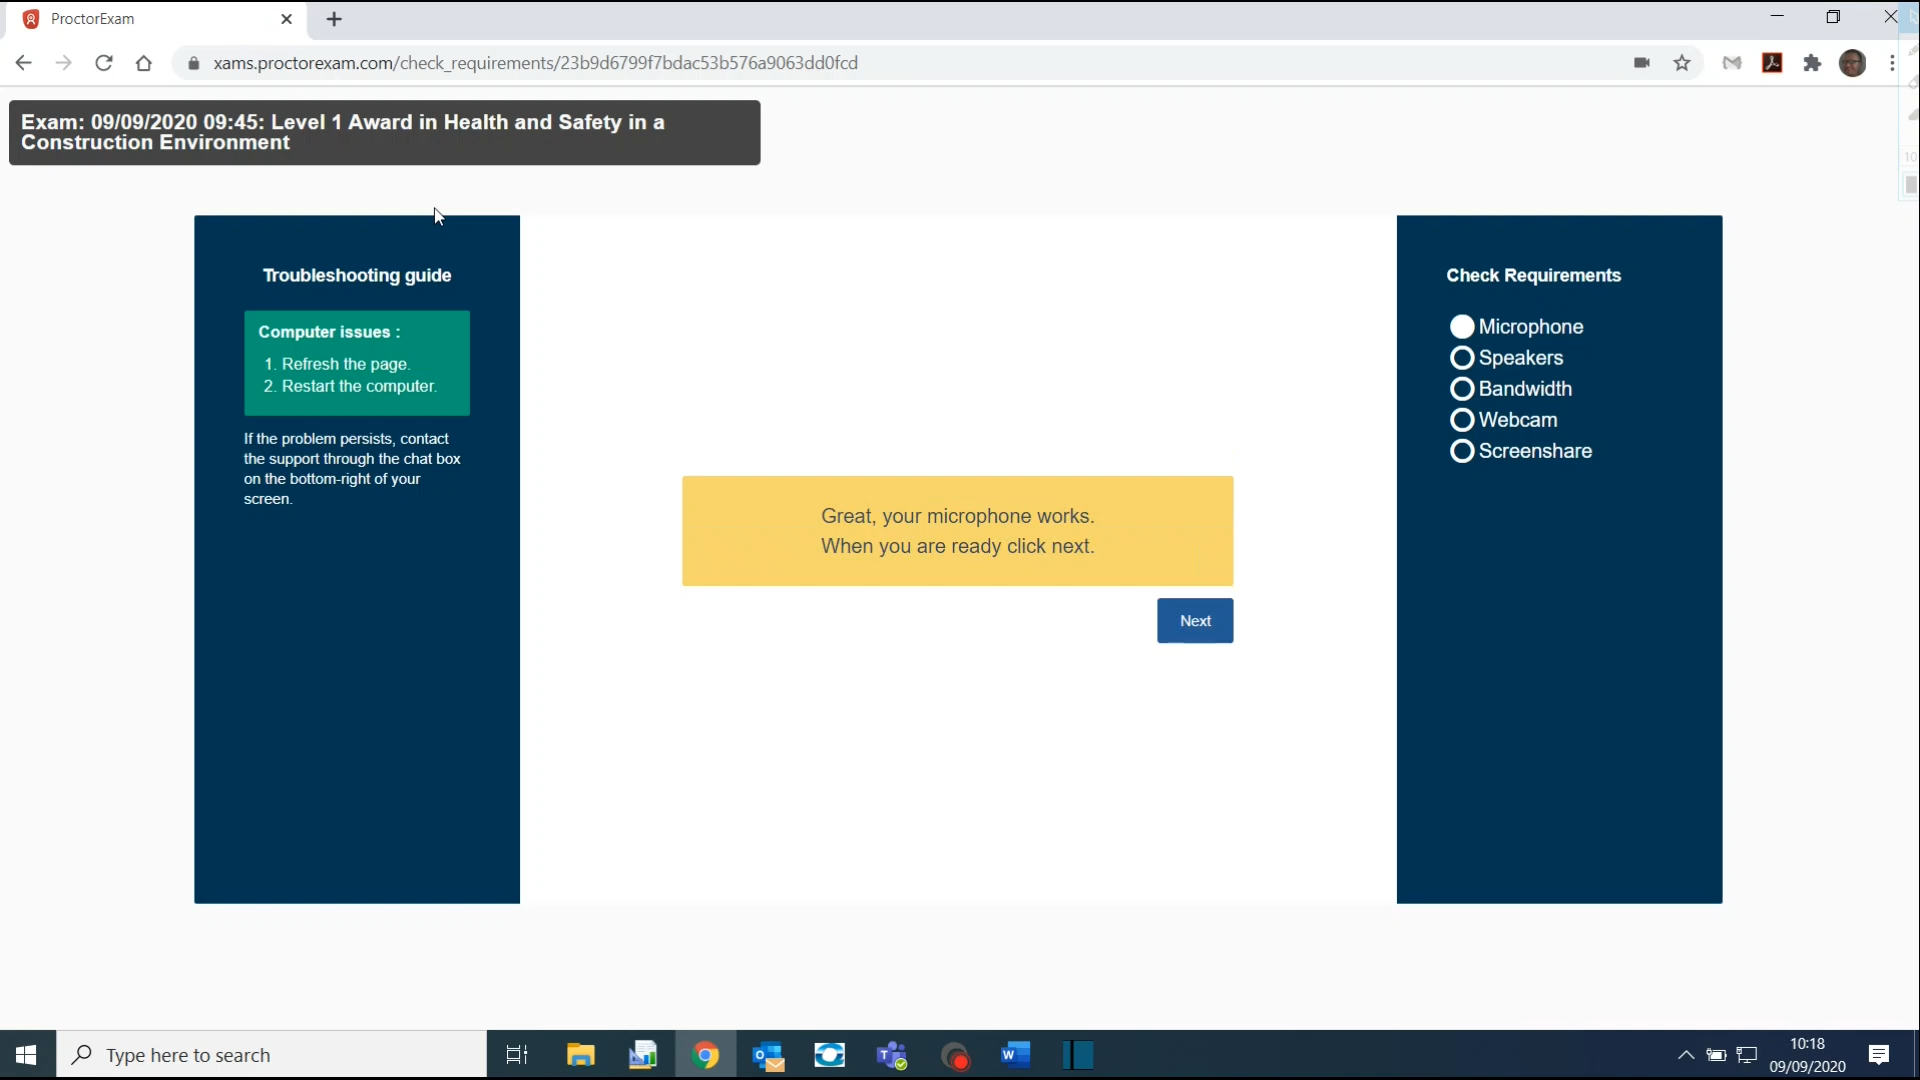 ProctorExam
xams.proctorexam.com/check_requirements/23b9d6799f7bdac53b576a9063dd0fcd
Exam: 09/09/2020 09:45: Level 1 Award in Health and Safety in a
Construction Environment
Troubleshooting guide
Computer issues :
1. Refresh the page.
2. Restart the computer.
If the problem persists, contact
the support through the chat box
on the bottom-right of your
screen.
Great, your microphone works.
When you are ready click next.
Next
Check Requirements
Microphone
Speakers
Bandwidth
Webcam
Screenshare
10
Type here to search
10:18
09/09/2020